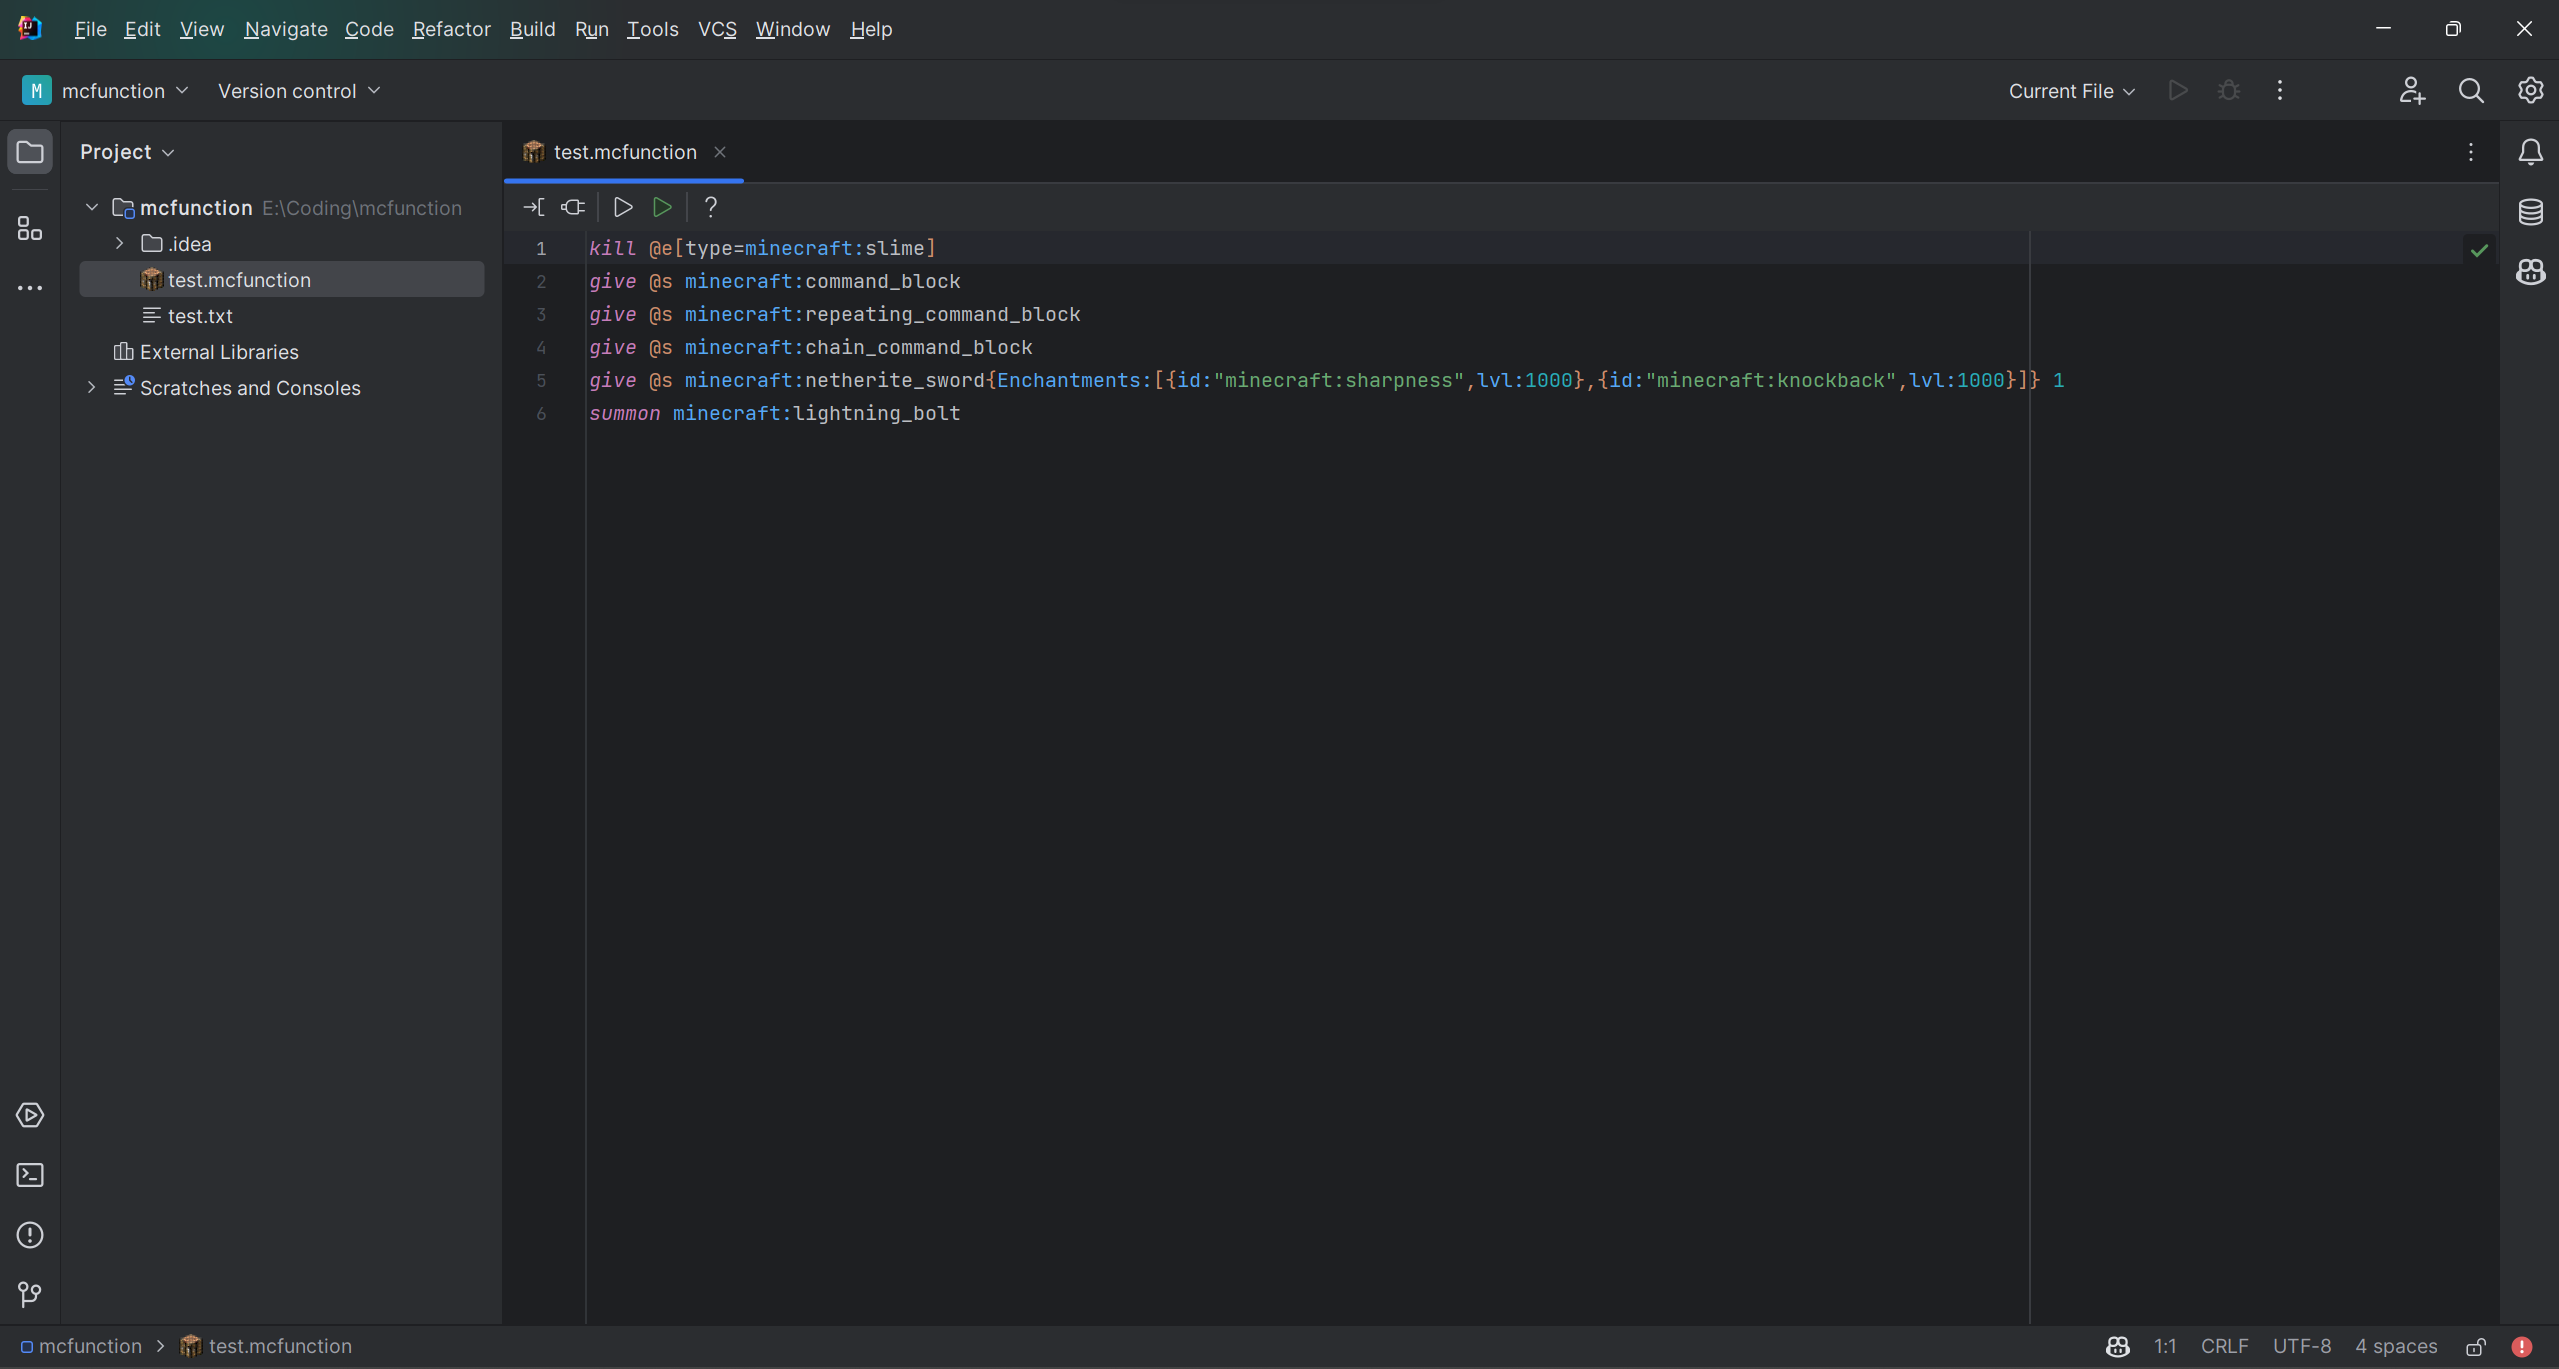 File Edit View Navigate Code Refactor Build Run Tools VCS Window Help
M mcfunction Version control Current File
Project
mcfunction E:\Coding\mcfunction
.idea
test.mcfunction
test.txt
External Libraries
Scratches and Consoles
test.mcfunction
?
1 kill @e[type=minecraft:slime]
2 give @s minecraft:command_block
3 give @s minecraft:repeating_command_block
4 give @s minecraft:chain_command_block
5 give @s minecraft:netherite_sword{Enchantments:[{id:"minecraft:sharpness",lvl:1000},{id:"minecraft:knockback",lvl:1000}]} 1
6 summon minecraft:lightning_bolt
mcfunction > test.mcfunction 1:1 CRLF UTF-8 4 spaces